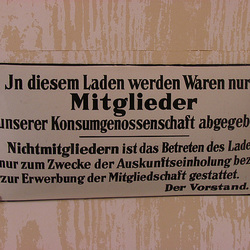 Jn diesem Laden werden Waren nur
Mitglieder
unserer Konsumgenossenschaft abgegeb
Nichtmitgliedern ist das Betreten des Lade
nur zum Zwecke der Auskunftseinholung bez
zur Erwerbung der Mitgliedschaft gestattet.
Der Vorstand.